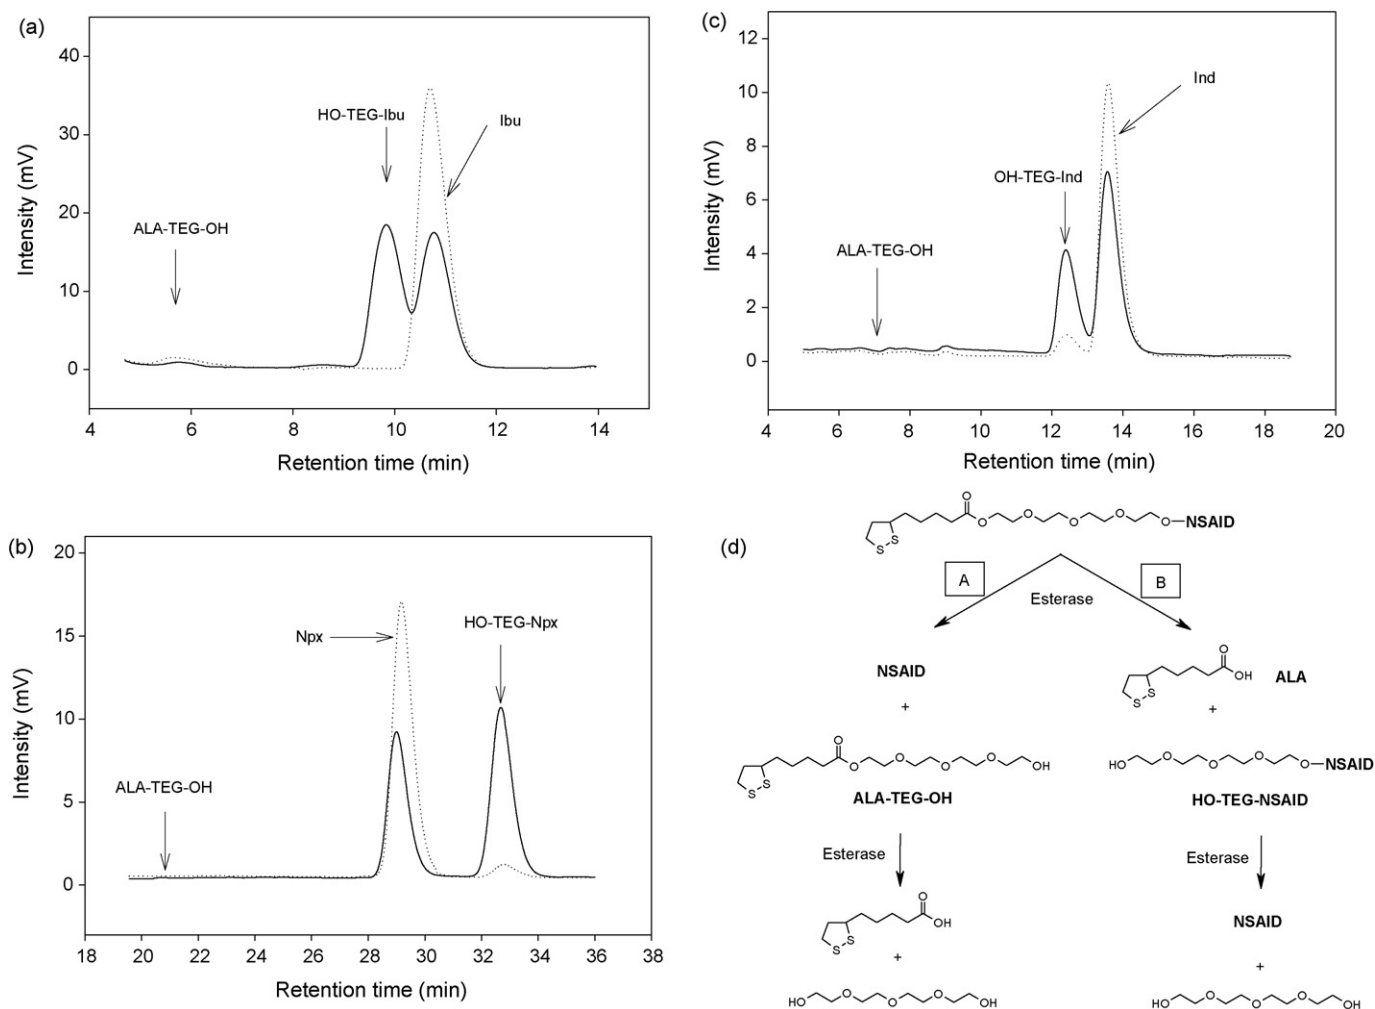 (a)
40
30
20
10
0
Intensity (mV)
HO-TEG-Ibu
Ibu
ALA-TEG-OH
4 6 8 10 12 14
Retention time (min)
(b)
20
15
10
5
0
Intensity (mV)
Npx
HO-TEG-Npx
ALA-TEG-OH
18 20 22 24 26 28 30 32 34 36 38
Retention time (min)
(c)
12
10
8
6
4
2
0
Intensity (mV)
Ind
OH-TEG-Ind
ALA-TEG-OH
4 6 8 10 12 14 16 18 20
Retention time (min)
(d)
O
O O O O O—NSAID
S-S
A
Esterase
B
NSAID
+
O
O O O O OH
S-S
ALA-TEG-OH
Esterase
O
OH
S-S
+
HO O O O OH
O
OH ALA
S-S
+
HO O O O O—NSAID
HO-TEG-NSAID
Esterase
NSAID
+
HO O O O OH